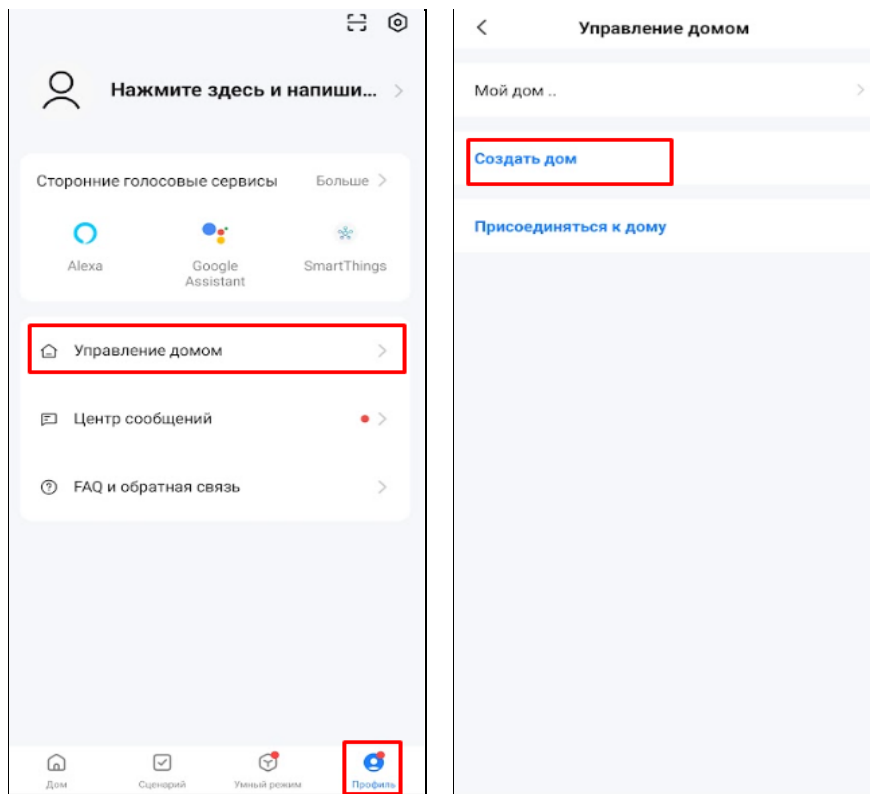 Нажмите здесь и напиши...
Сторонние голосовые сервисы Больше
Alexa
Google Assistant
SmartThings
Управление домом
Центр сообщений
FAQ и обратная связь
Дом
Сценарий
Умный режим
Профиль
Управление домом
Мой дом ..
Создать дом
Присоединяться к дому